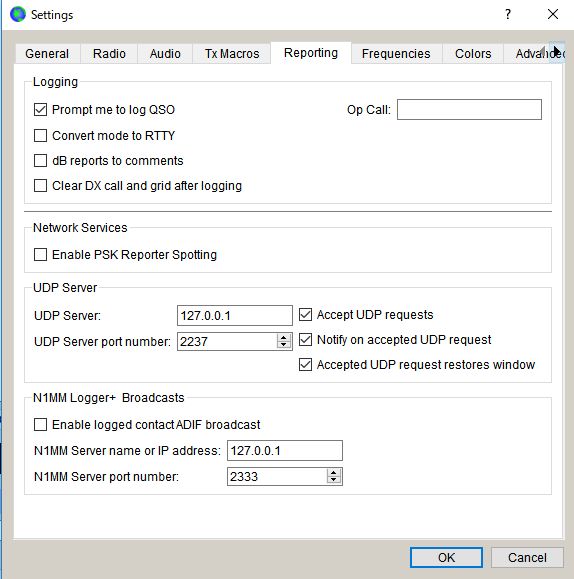 Settings
General Radio Audio Tx Macros Reporting Frequencies Colors Advanced
Logging
Prompt me to log QSO Op Call:
Convert mode to RTTY
dB reports to comments
Clear DX call and grid after logging
Network Services
Enable PSK Reporter Spotting
UDP Server
UDP Server: 127.0.0.1 Accept UDP requests
UDP Server port number: 2237 Notify on accepted UDP request
Accepted UDP request restores window
N1MM Logger+ Broadcasts
Enable logged contact ADIF broadcast
N1MM Server name or IP address: 127.0.0.1
N1MM Server port number: 2333
OK Cancel